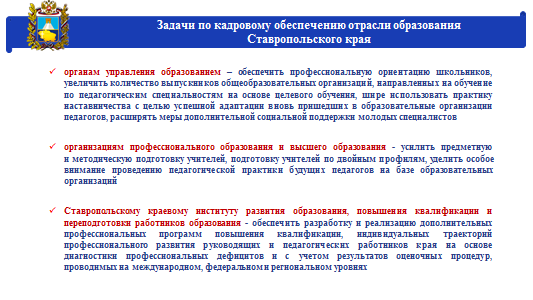 Задачи по кадровому обеспечению отрасли образования
Ставропольского края
органам управления образованием – обеспечить профессиональную ориентацию школьников,
увеличить количество выпускников общеобразовательных организаций, направленных на обучение
по педагогическим специальностям на основе целевого обучения, шире использовать практику
наставничества с целью успешной адаптации вновь пришедших в образовательные организации
педагогов, расширять меры дополнительной социальной поддержки молодых специалистов
организациям профессионального образования и высшего образования - усилить предметную
и методическую подготовку учителей, подготовку учителей по двойным профилям, уделить особое
внимание проведению педагогической практики будущих педагогов на базе образовательных
организаций
Ставропольскому краевому институту развития образования, повышения квалификации и
переподготовки работников образования - обеспечить разработку и реализацию дополнительных
профессиональных программ повышения квалификации, индивидуальных траекторий
профессионального развития руководящих и педагогических работников края на основе
диагностики профессиональных дефицитов и с учетом результатов оценочных процедур,
проводимых на международном, федеральном и региональном уровнях